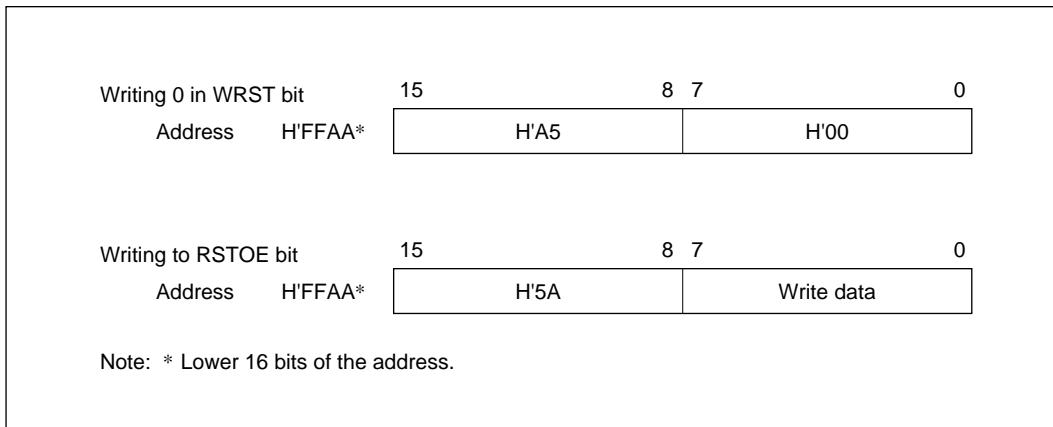 Writing 0 in WRST bit 15 8 7 0
Address H'FFAA* H'A5 H'00
Writing to RSTOE bit 15 8 7 0
Address H'FFAA* H'5A Write data
Note: * Lower 16 bits of the address.